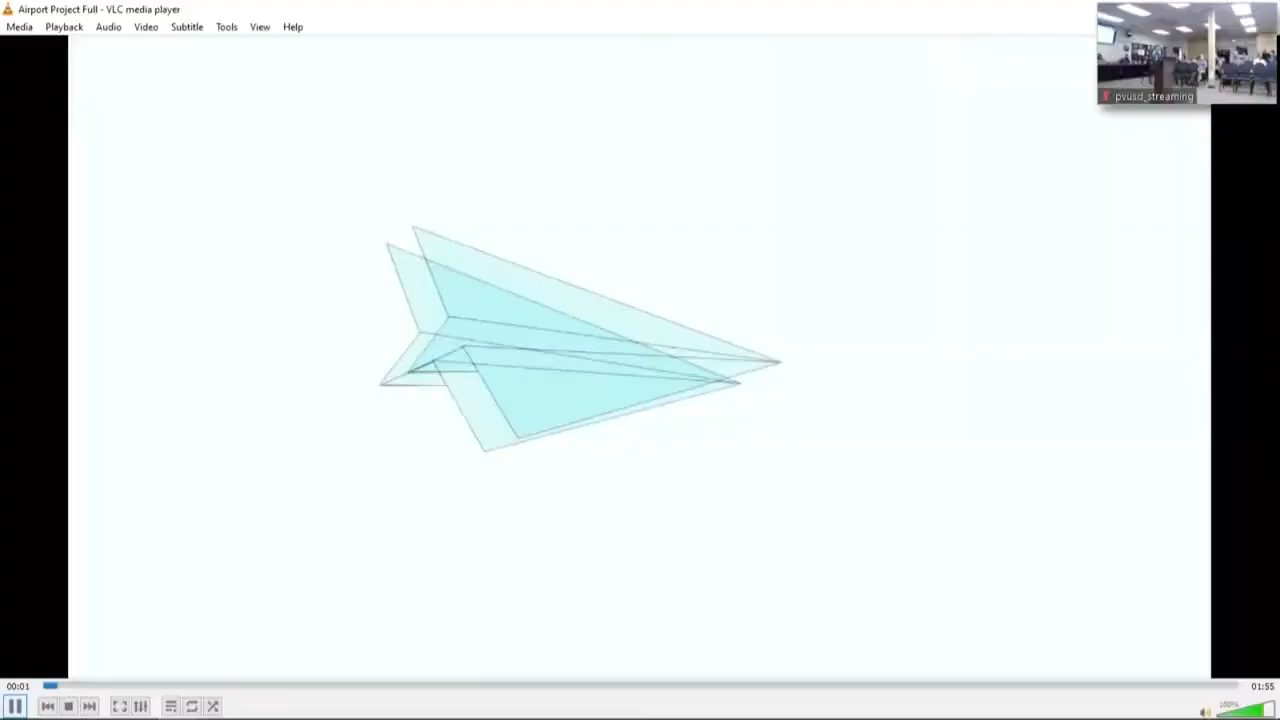 Airport Project Full - VLC media player
Media Playback Audio Video Subtitle Tools View Help
pvusd_streaming
00:01
01:55
100%